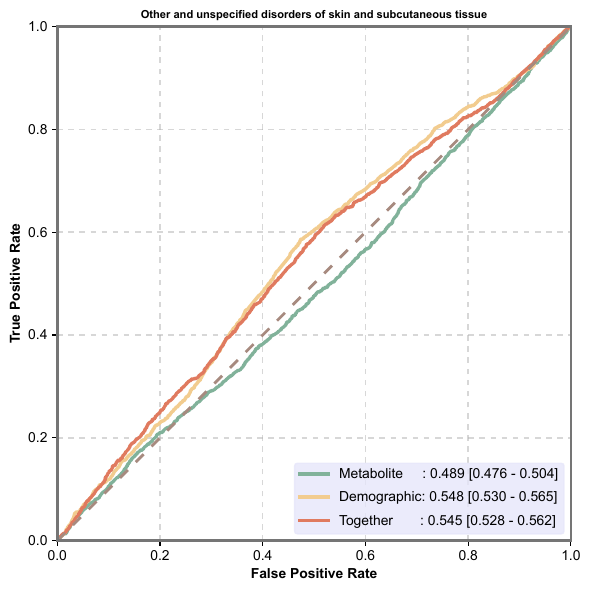 Other and unspecified disorders of skin and subcutaneous tissue
1.0
0.8
0.6
0.4
0.2
0.0
True Positive Rate
Metabolite : 0.489 [0.476 - 0.504]
Demographic: 0.548 [0.530 - 0.565]
Together : 0.545 [0.528 - 0.562]
0.0 0.2 0.4 0.6 0.8 1.0
False Positive Rate